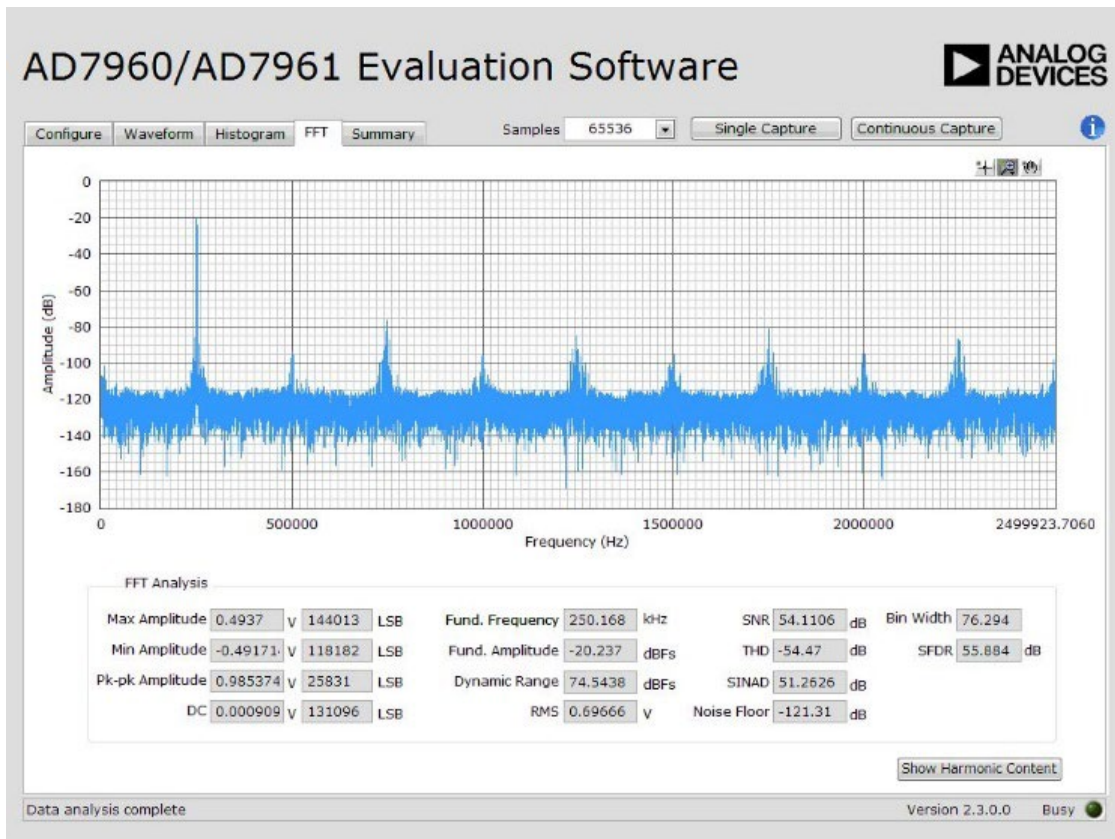 AD7960/AD7961 Evaluation Software
ANALOG
DEVICES
Configure Waveform Histogram FFT Summary Samples 65536 Single Capture Continuous Capture
0
-20
-40
-60
-80
-100
-120
-140
-160
-180
Amplitude (dB)
0 500000 1000000 1500000 2000000 2499923.7060
Frequency (Hz)
FFT Analysis
Max Amplitude 0.4937 V 144013 LSB Fund. Frequency 250.168 kHz SNR 54.1106 dB Bin Width 76.294
Min Amplitude -0.49171 118182 LSB Fund. Amplitude -20.237 dBFs THD -54.47 dB SFDR 55.884 dB
Pk-pk Amplitude 0.985374 V 25831 LSB Dynamic Range 74.5438 dBFs SINAD 51.2626 dB
DC 0.000909 V 131096 LSB RMS 0.69666 V Noise Floor -121.31 dB
Show Harmonic Content
Data analysis complete Version 2.3.0.0 Busy